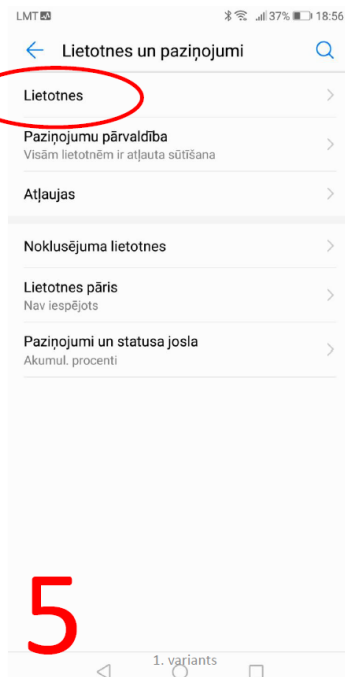 LMT 37% 18:56
Lietotnes un paziņojumi
Lietotnes
Paziņojumu pārvaldība
Visām lietotnēm ir atļauta sūtīšana
Atļaujas
Noklusējuma lietotnes
Lietotnes pāris
Nav iespējots
Paziņojumi un statusa josla
Akumul. procenti
5
1. variants